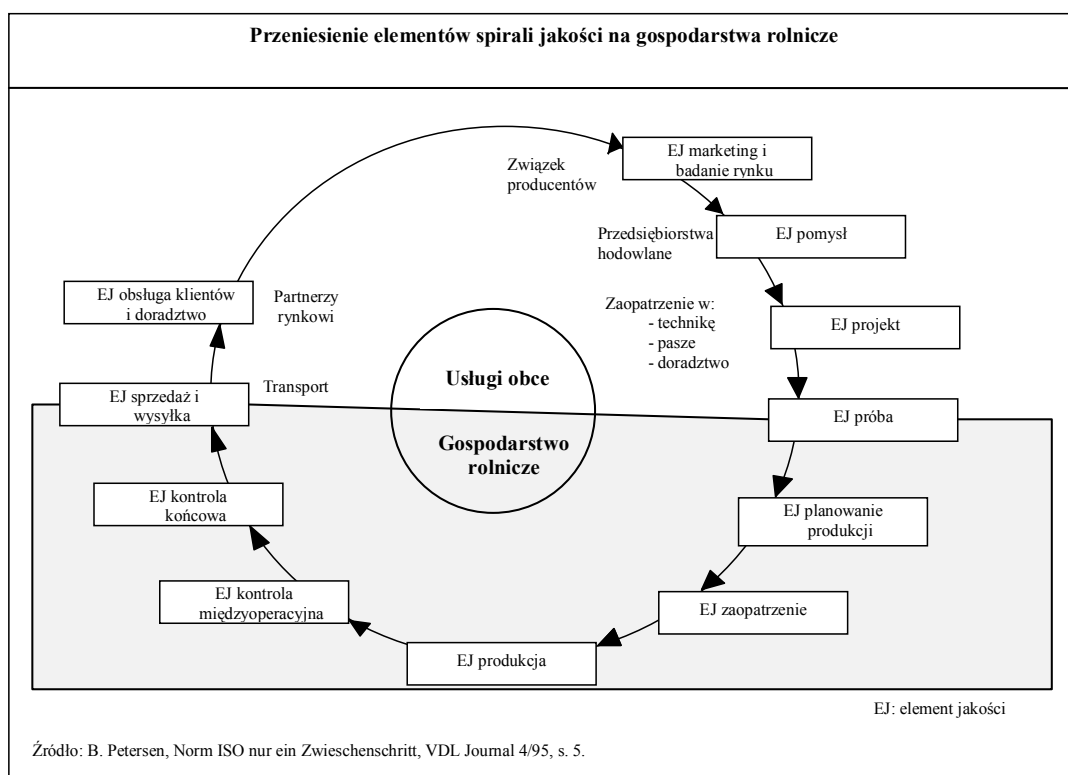 Przeniesienie elementów spirali jakości na gospodarstwa rolnicze
EJ marketing i
badanie rynku
Związek
producentów
EJ pomysł
Przedsiębiorstwa
hodowlane
EJ obsługa klientów
i doradztwo
Partnerzy
rynkowi
Zaopatrzenie w:
- technikę
- pasze
- doradztwo
EJ projekt
Usługi obce
EJ sprzedaż i
wysyłka
Transport
EJ próba
Gospodarstwo
rolnicze
EJ kontrola
końcowa
EJ planowanie
produkcji
EJ kontrola
międzyoperacyjna
EJ zaopatrzenie
EJ produkcja
EJ: element jakości
Źródło: B. Petersen, Norm ISO nur ein Zwieschenschritt, VDL Journal 4/95, s. 5.